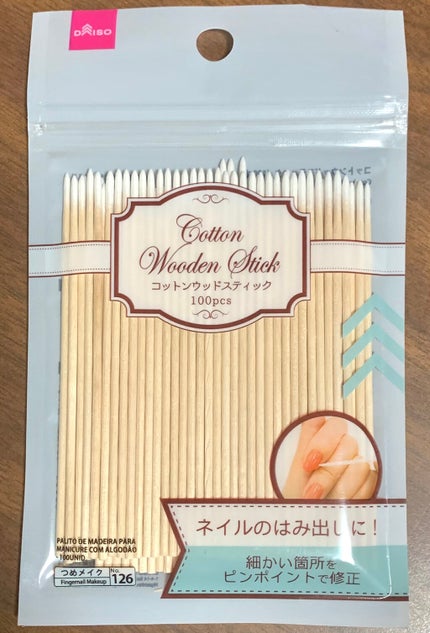 DAISO
Cotton
Wooden Stick
コットンウッドスティック
100pcs
ネイルのはみ出しに!
細かい箇所を
ピンポイントで修正
PALITO DE MADEIRA PARA
MANICURE COM ALGODÃO
-100UNID
つめメイク
Fingernail Makeup
No.
126